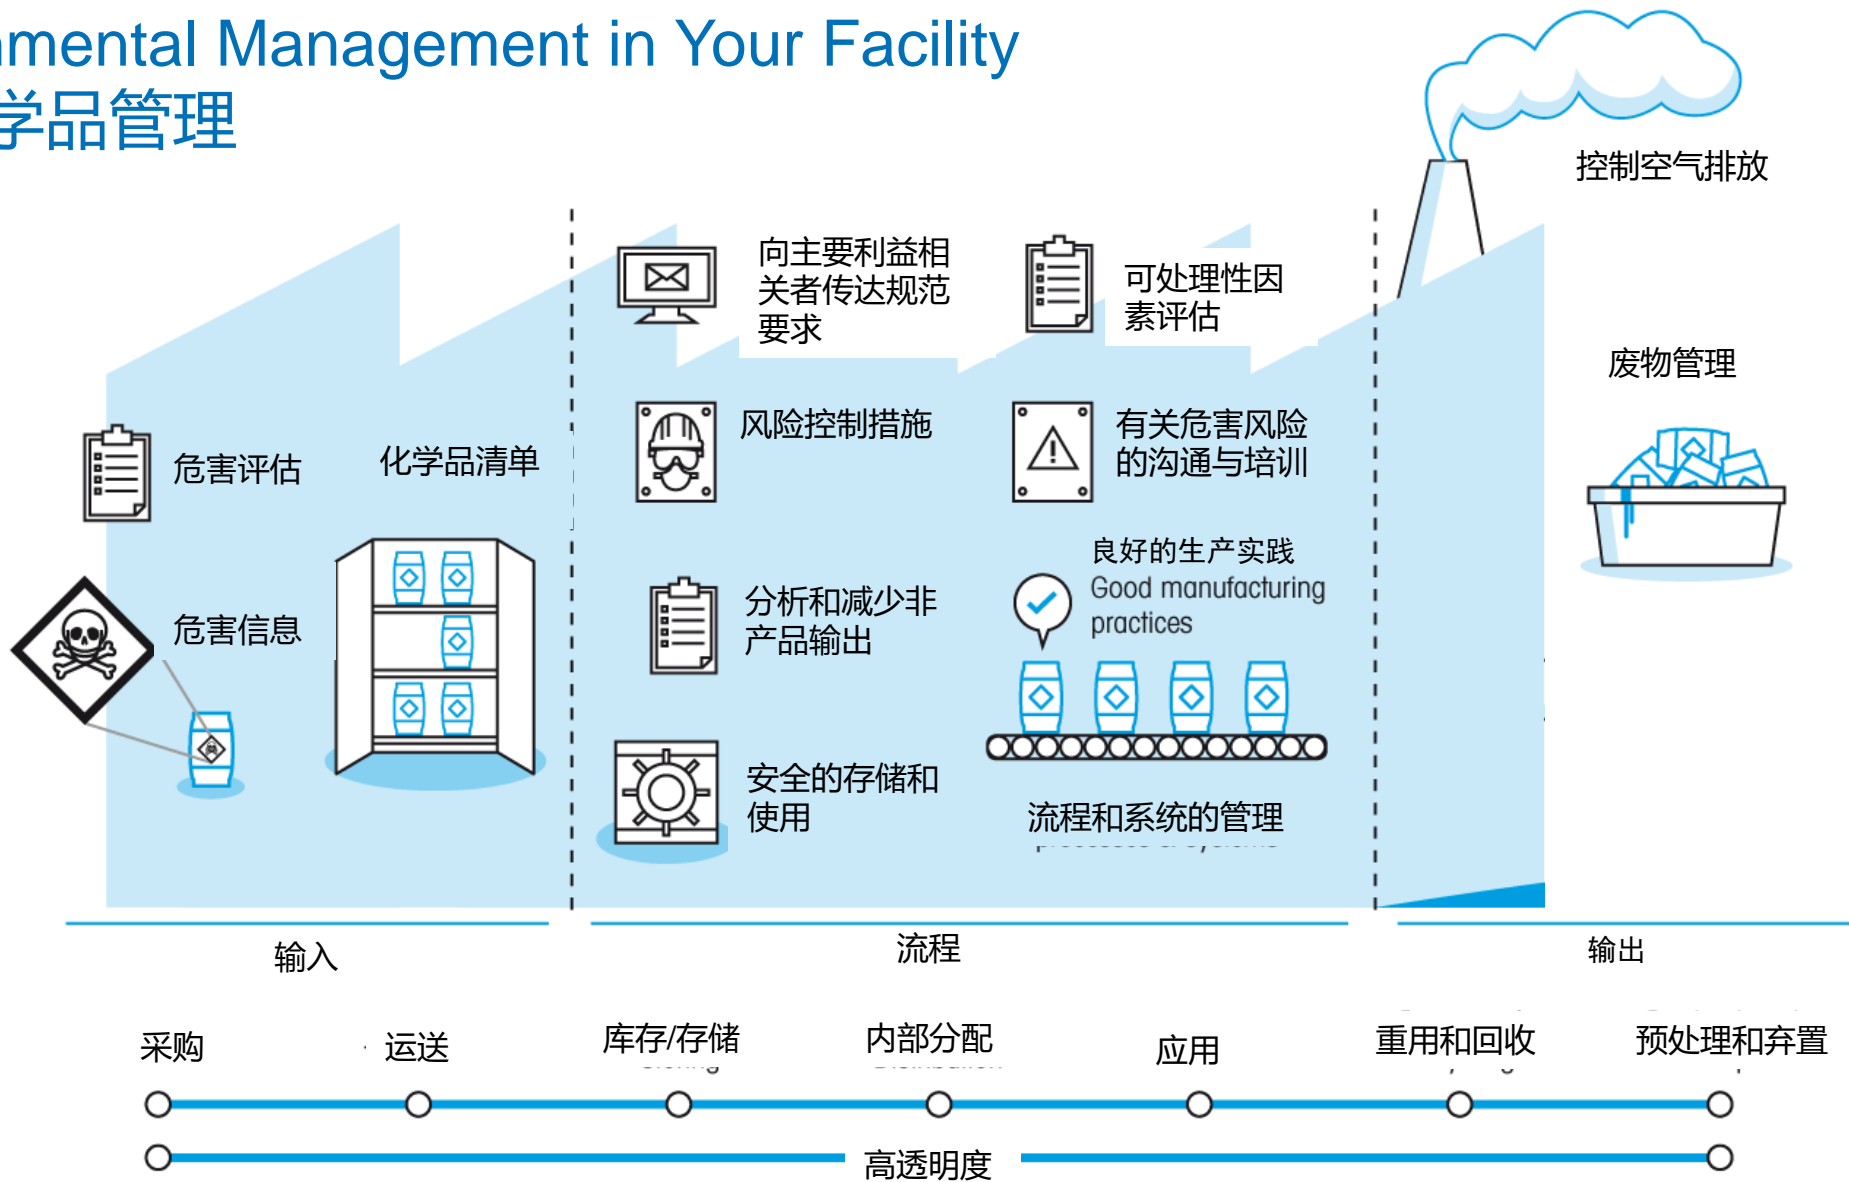 Management in Your Facility
学品管理
控制空气排放
向主要利益相
关者传达规范
要求
可处理性因
素评估
废物管理
风险控制措施
有关危害风险
的沟通与培训
危害评估
化学品清单
良好的生产实践
Good manufacturing
practices
分析和减少非
产品输出
危害信息
安全的存储和
使用
流程和系统的管理
输入
流程
输出
采购
运送
库存/存储
内部分配
应用
重用和回收
预处理和弃置
高透明度